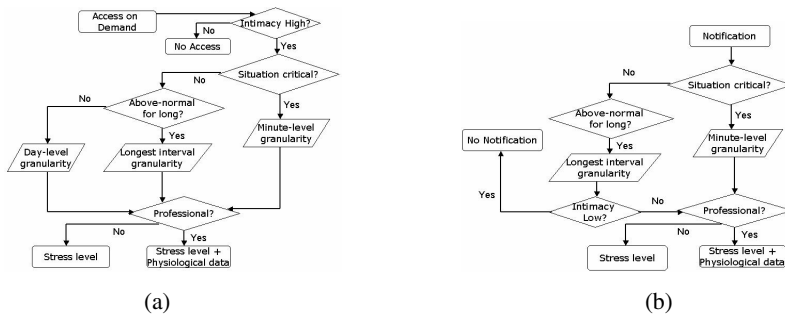 Access on
Demand
Intimacy High?
No
No Access
Yes
Situation critical?
No
Yes
Above-normal
for long?
No
Yes
Minute-level
granularity
Day-level
granularity
Longest interval
granularity
Professional?
No
Yes
Stress level
Stress level +
Physiological data
(a)
Notification
Situation critical?
No
Yes
Above-normal
for long?
No Notification
Yes
Minute-level
granularity
Longest interval
granularity
Yes
Intimacy
Low?
No
Professional?
No
Yes
Stress level
Stress level +
Physiological data
(b)